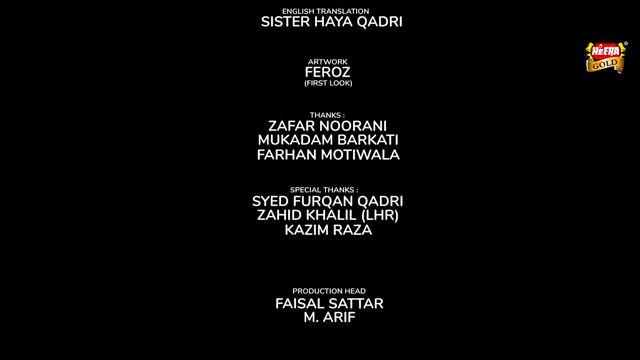 ENGLISH TRANSLATION
SISTER HAYA QADRI
HEERA
GOLD
ARTWORK
FEROZ
(FIRST LOOK)
THANKS :
ZAFAR NOORANI
MUKADAM BARKATI
FARHAN MOTIWALA
SPECIAL THANKS :
SYED FURQAN QADRI
ZAHID KHALIL (LHR)
KAZIM RAZA
PRODUCTION HEAD
FAISAL SATTAR
M. ARIF